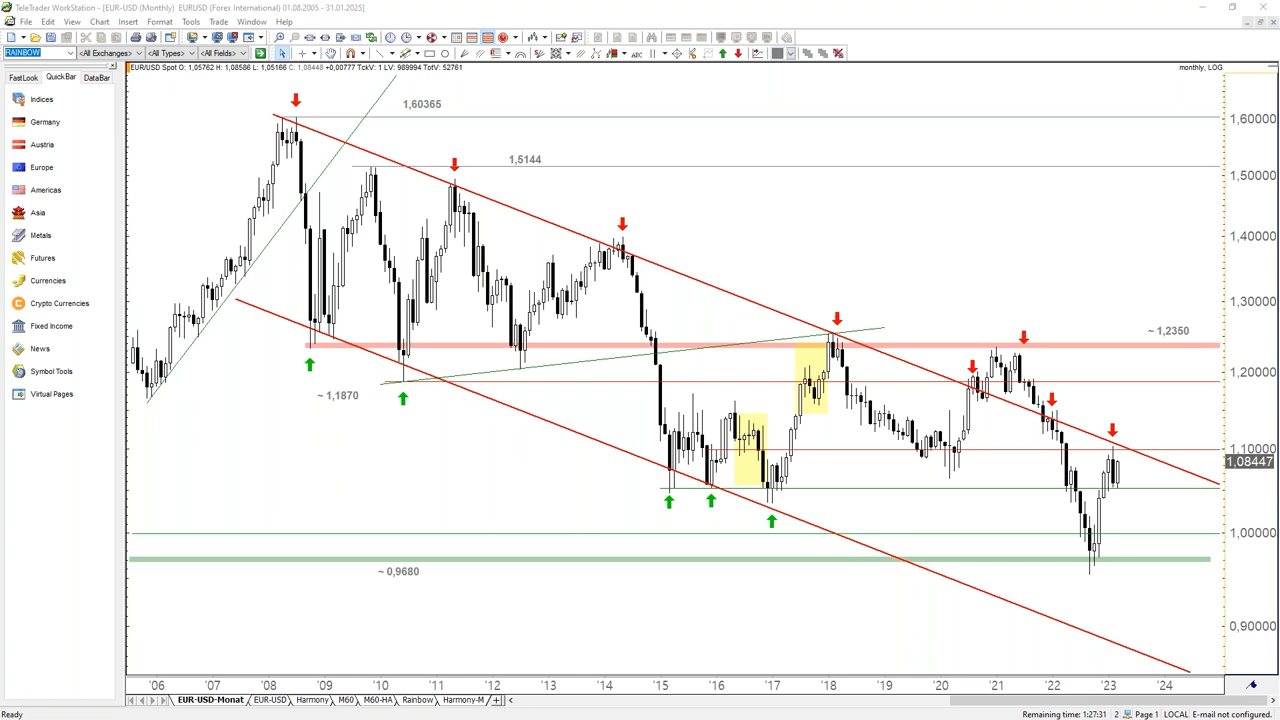 TeleTrader WorkStation - [EUR-USD (Monthly) EURUSD (Forex International) 01.08.2005 - 31.01.2025]
File Edit View Chart Insert Format Tools Trade Window Help
RAINBOW <All Exchanges> <All Types> <All Fields>
FastLook QuickBar DataBar
Indices
Germany
Austria
Europe
Americas
Asia
Metals
Futures
Currencies
Crypto Currencies
Fixed Income
News
Symbol Tools
Virtual Pages
EUR/USD Spot O: 1,05762 H: 1,08586 L: 1,05166 C: 1,08448 +0,00777 TckV: 1 LV: 989994 TotV: 52761
monthly, LOG
1,60365
1,5144
~ 1,2350
~ 1,1870
~ 0,9680
1,60000
1,50000
1,40000
1,30000
1,20000
1,10000
1,08447
1,00000
0,90000
'06 '07 '08 '09 '10 '11 '12 '13 '14 '15 '16 '17 '18 '19 '20 '21 '22 '23 '24
EUR-USD-Monat EUR-USD Harmony M60 M60-HA Rainbow Harmony-M
Ready
Remaining time: 1:27:31 2 Page 1 LOCAL E-mail not configured.